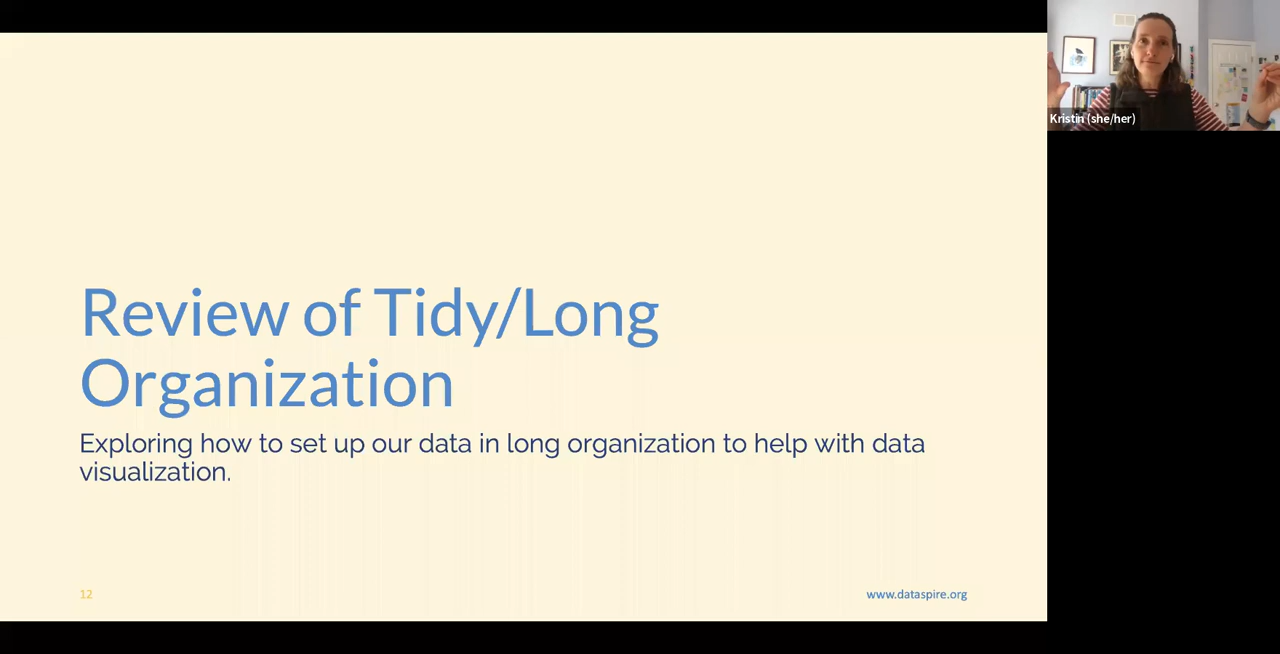 Review of Tidy/Long
Organization
Exploring how to set up our data in long organization to help with data
visualization.
12
www.dataspire.org
Kristin (she/her)